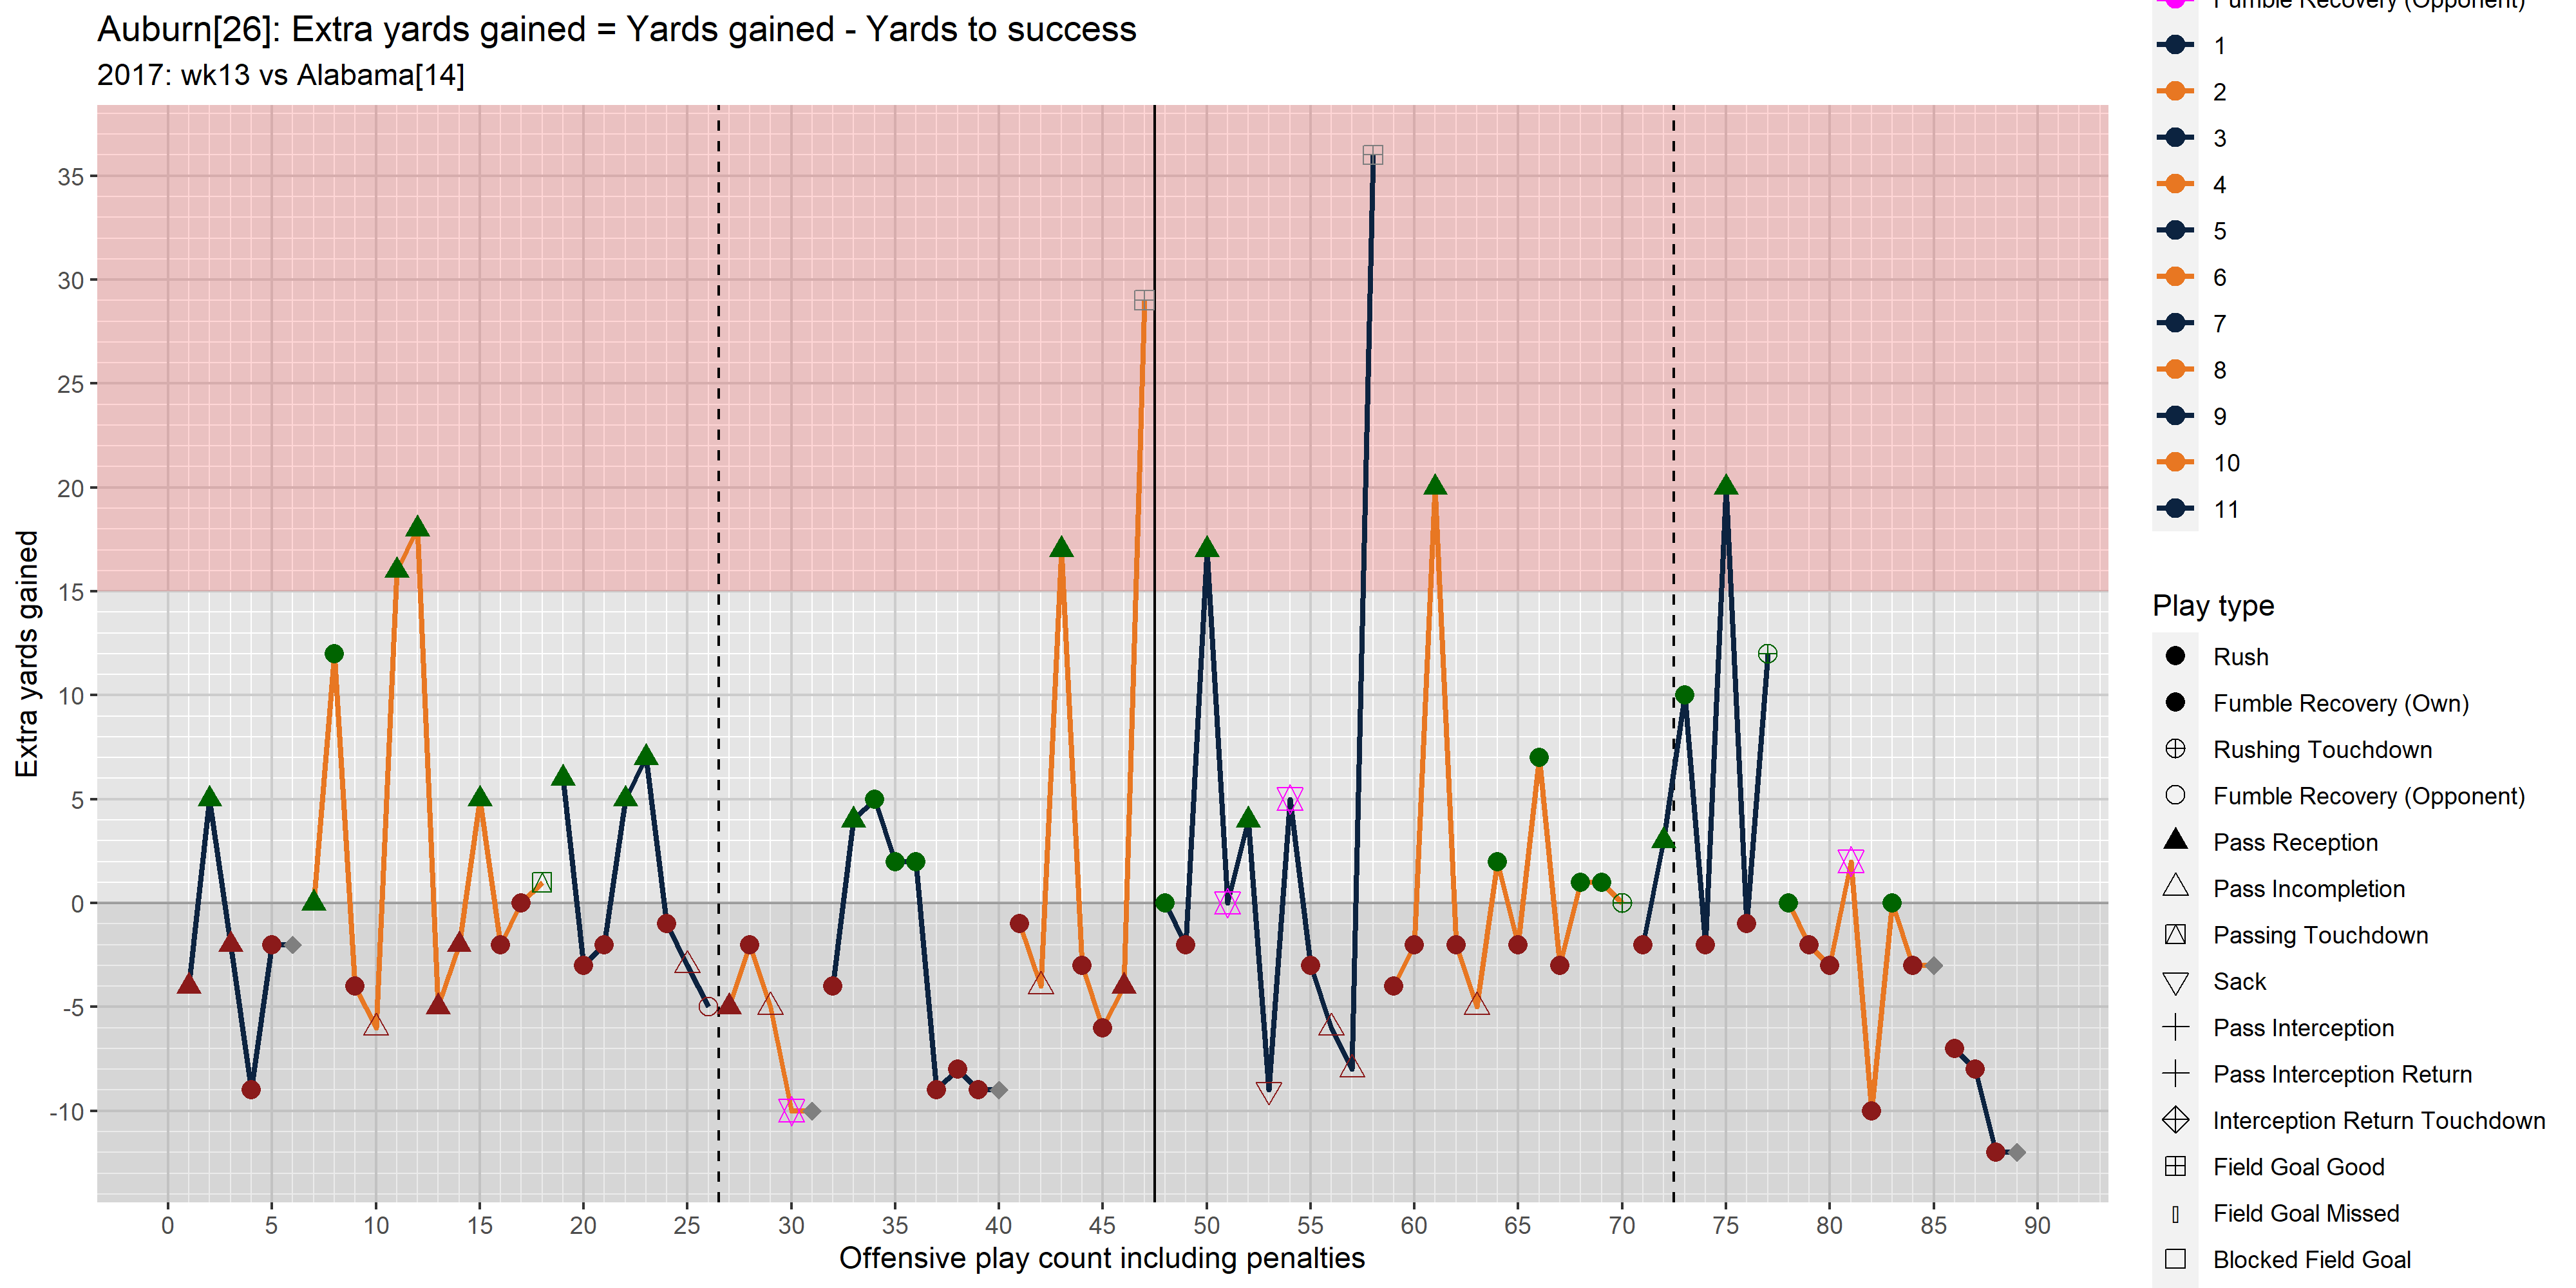 Auburn[26]: Extra yards gained = Yards gained - Yards to success
2017: wk13 vs Alabama[14]
Extra yards gained
35
30
25
20
15
10
5
0
-5
-10
0 5 10 15 20 25 30 35 40 45 50 55 60 65 70 75 80 85 90
Offensive play count including penalties
Fumble Recovery (Opponent)
1
2
3
4
5
6
7
8
9
10
11
Play type
Rush
Fumble Recovery (Own)
Rushing Touchdown
Fumble Recovery (Opponent)
Pass Reception
Pass Incompletion
Passing Touchdown
Sack
Pass Interception
Pass Interception Return
Interception Return Touchdown
Field Goal Good
Field Goal Missed
Blocked Field Goal